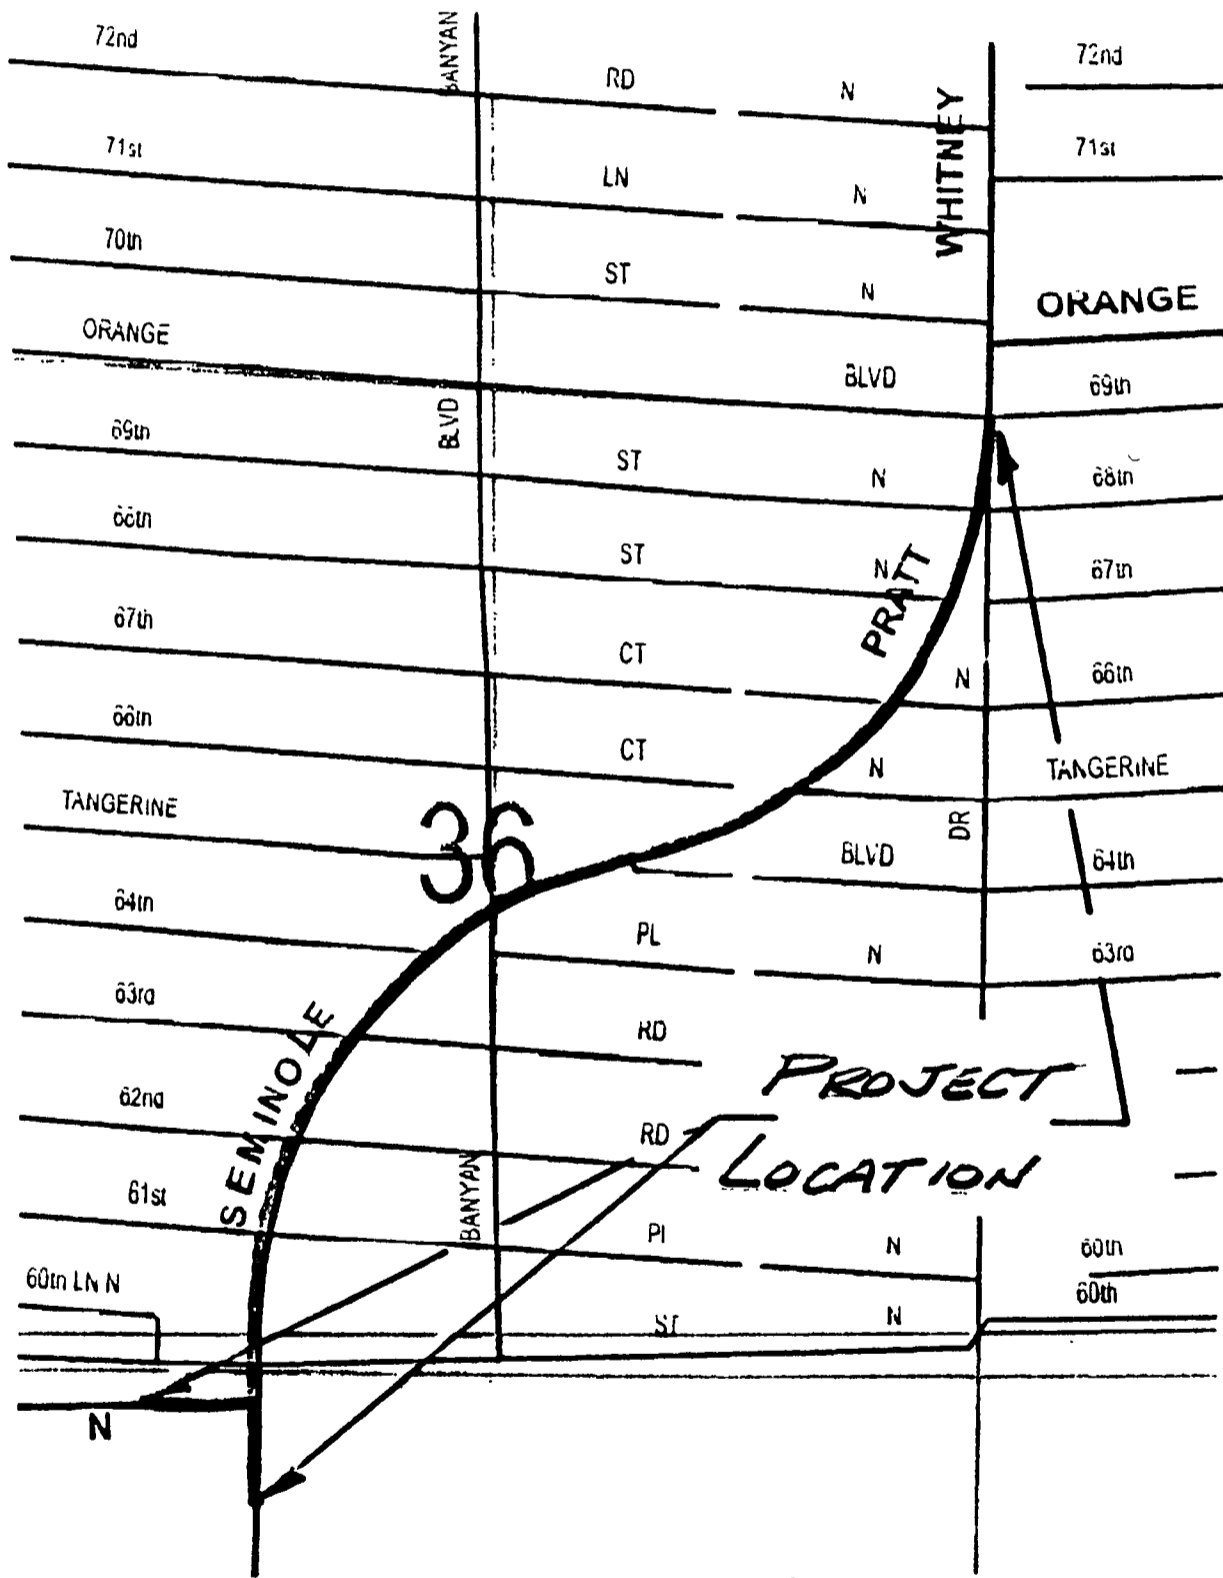 72nd BANYAN RD N 72nd
WHITNEY
71st LN N 71st
70th ST N
ORANGE
ORANGE BLVD
BLVD 69th
69th ST N 68th
68th ST N 67th
PRATT
67th CT N 66th
66th CT N TANGERINE
TANGERINE 36 DR
BLVD 64th
64th PL N 63rd
63rd RD
SEMINOLE
PROJECT
62nd RD
LOCATION
61st BANYAN PI N 60th
60th LN N ST N 60th
N